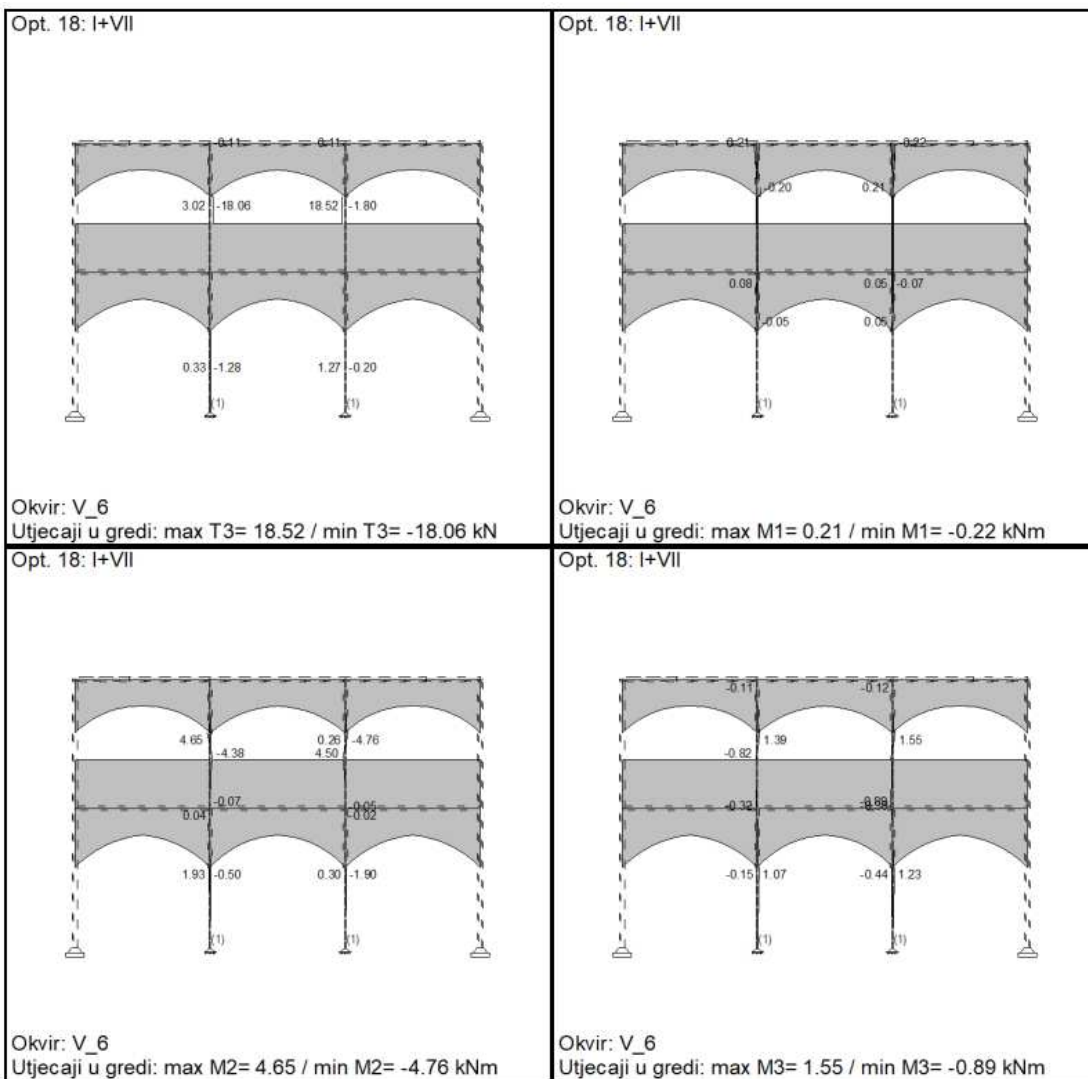 Opt. 18: I+VII
-0.11 0.11
3.02 -18.06 18.52 -1.80
0.33 -1.28 1.27 -0.20
(1) (1)
Okvir: V_6
Utjecaji u gredi: max T3= 18.52 / min T3= -18.06 kN
Opt. 18: I+VII
0.21 -0.22
-0.20 0.21
0.08 0.05 -0.07
-0.05 0.05
(1) (1)
Okvir: V_6
Utjecaji u gredi: max M1= 0.21 / min M1= -0.22 kNm
Opt. 18: I+VII
4.65 0.26 -4.76
-4.38 4.50
-0.07 -0.05
0.04 -0.02
1.93 -0.50 0.30 -1.90
(1) (1)
Okvir: V_6
Utjecaji u gredi: max M2= 4.65 / min M2= -4.76 kNm
Opt. 18: I+VII
-0.11 -0.12
1.39 1.55
-0.82
-0.32 -0.89
-0.15 1.07 -0.44 1.23
(1) (1)
Okvir: V_6
Utjecaji u gredi: max M3= 1.55 / min M3= -0.89 kNm